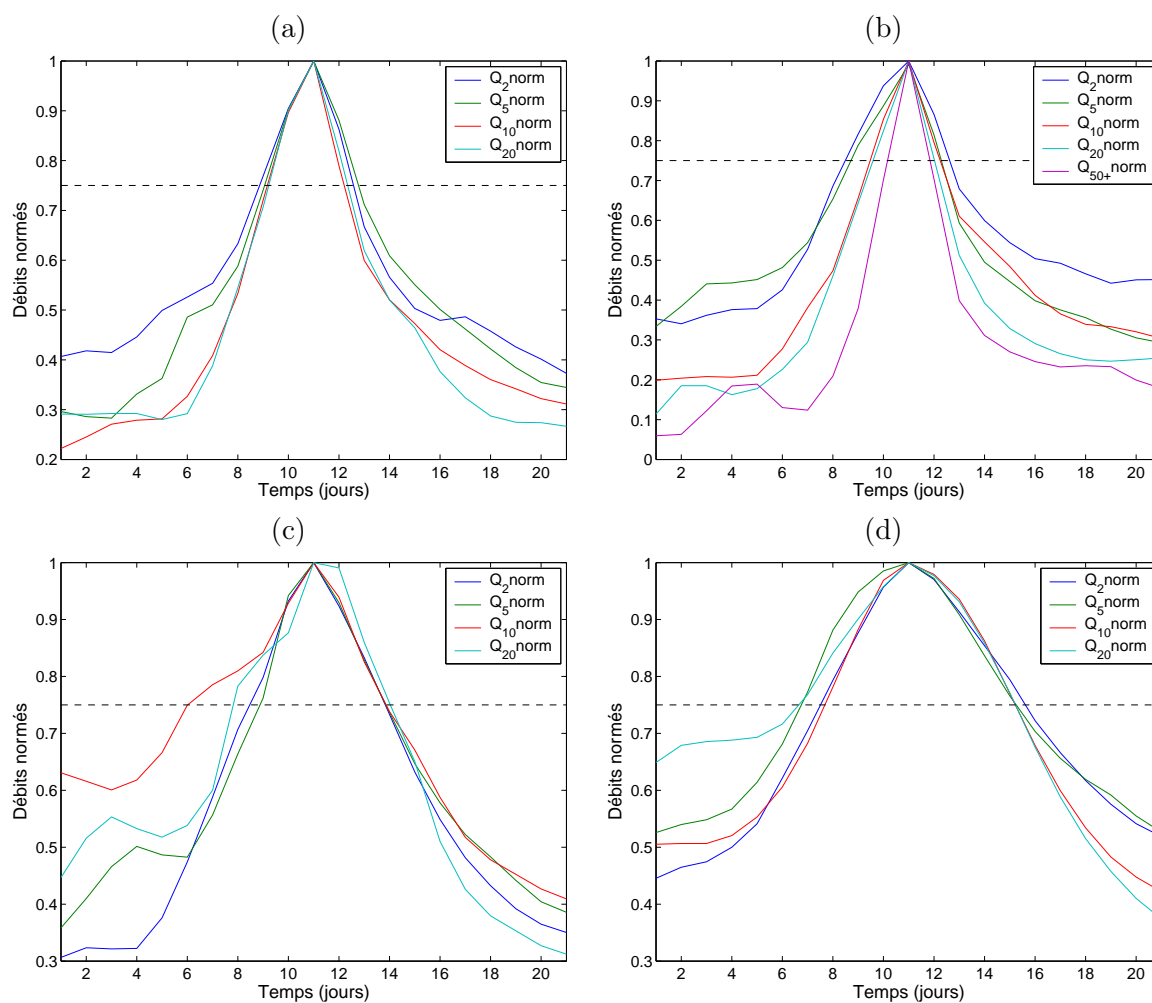 (a)
1
0.9
0.8
0.7
0.6
0.5
0.4
0.3
0.2
Débits normés
2 4 6 8 10 12 14 16 18 20
Temps (jours)
Q2norm
Q5norm
Q10norm
Q20norm
(b)
1
0.9
0.8
0.7
0.6
0.5
0.4
0.3
0.2
0.1
0
Débits normés
2 4 6 8 10 12 14 16 18 20
Temps (jours)
Q2norm
Q5norm
Q10norm
Q20norm
Q50+norm
(c)
1
0.9
0.8
0.7
0.6
0.5
0.4
0.3
Débits normés
2 4 6 8 10 12 14 16 18 20
Temps (jours)
Q2norm
Q5norm
Q10norm
Q20norm
(d)
1
0.9
0.8
0.7
0.6
0.5
0.4
0.3
Débits normés
2 4 6 8 10 12 14 16 18 20
Temps (jours)
Q2norm
Q5norm
Q10norm
Q20norm